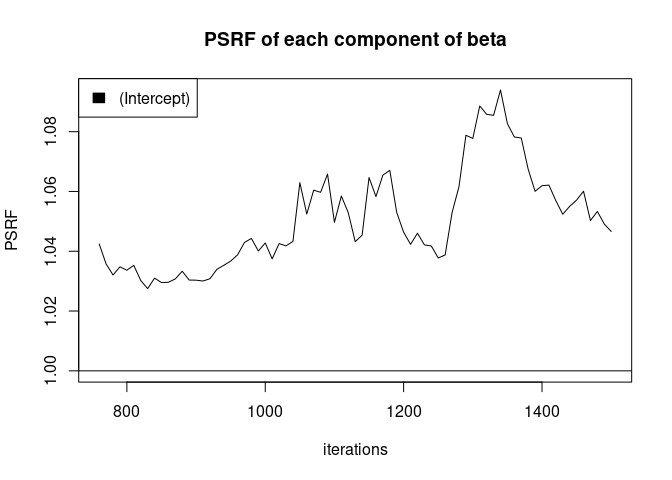 PSRF of each component of beta
(Intercept)
PSRF
1.08
1.06
1.04
1.02
1.00
800 1000 1200 1400
iterations